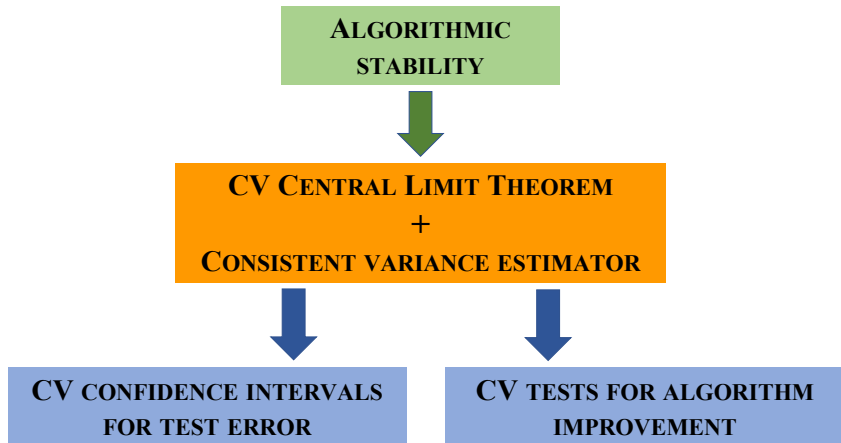 ALGORITHMIC
STABILITY
CV CENTRAL LIMIT THEOREM
+
CONSISTENT VARIANCE ESTIMATOR
CV CONFIDENCE INTERVALS
FOR TEST ERROR
CV TESTS FOR ALGORITHM
IMPROVEMENT